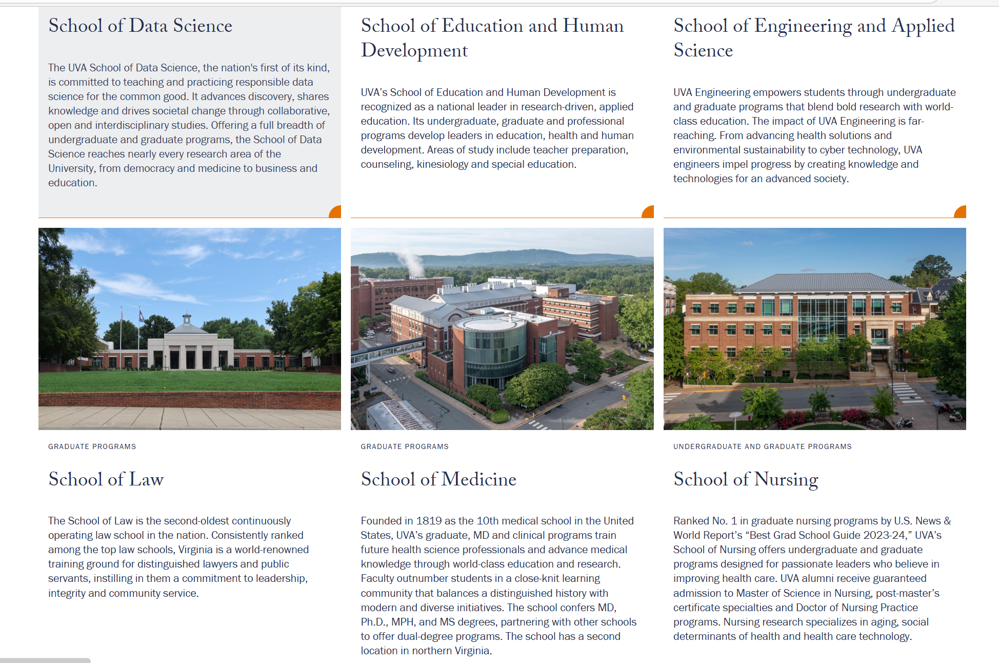 School of Data Science
The UVA School of Data Science, the nation's first of its kind,
is committed to teaching and practicing responsible data
science for the common good. It advances discovery, shares
knowledge and drives societal change through collaborative,
open and interdisciplinary studies. Offering a full breadth of
undergraduate and graduate programs, the School of Data
Science reaches nearly every research area of the
University, from democracy and medicine to business and
education.
School of Education and Human
Development
UVA’s School of Education and Human Development is
recognized as a national leader in research-driven, applied
education. Its undergraduate, graduate and professional
programs develop leaders in education, health and human
development. Areas of study include teacher preparation,
counseling, kinesiology and special education.
School of Engineering and Applied
Science
UVA Engineering empowers students through undergraduate
and graduate programs that blend bold research with world-
class education. The impact of UVA Engineering is far-
reaching. From advancing health solutions and
environmental sustainability to cyber technology, UVA
engineers impel progress by creating knowledge and
technologies for an advanced society.
GRADUATE PROGRAMS
School of Law
The School of Law is the second-oldest continuously
operating law school in the nation. Consistently ranked
among the top law schools, Virginia is a world-renowned
training ground for distinguished lawyers and public
servants, instilling in them a commitment to leadership,
integrity and community service.
GRADUATE PROGRAMS
School of Medicine
Founded in 1819 as the 10th medical school in the United
States, UVA’s graduate, MD and clinical programs train
future health science professionals and advance medical
knowledge through world-class education and research.
Faculty outnumber students in a close-knit learning
community that balances a distinguished history with
modern and diverse initiatives. The school confers MD,
Ph.D., MPH, and MS degrees, partnering with other schools
to offer dual-degree programs. The school has a second
location in northern Virginia.
UNDERGRADUATE AND GRADUATE PROGRAMS
School of Nursing
Ranked No. 1 in graduate nursing programs by U.S. News &
World Report’s “Best Grad School Guide 2023-24,” UVA’s
School of Nursing offers undergraduate and graduate
programs designed for passionate leaders who believe in
improving health care. UVA alumni receive guaranteed
admission to Master of Science in Nursing, post-master’s
certificate specialties and Doctor of Nursing Practice
programs. Nursing research specializes in aging, social
determinants of health and health care technology.